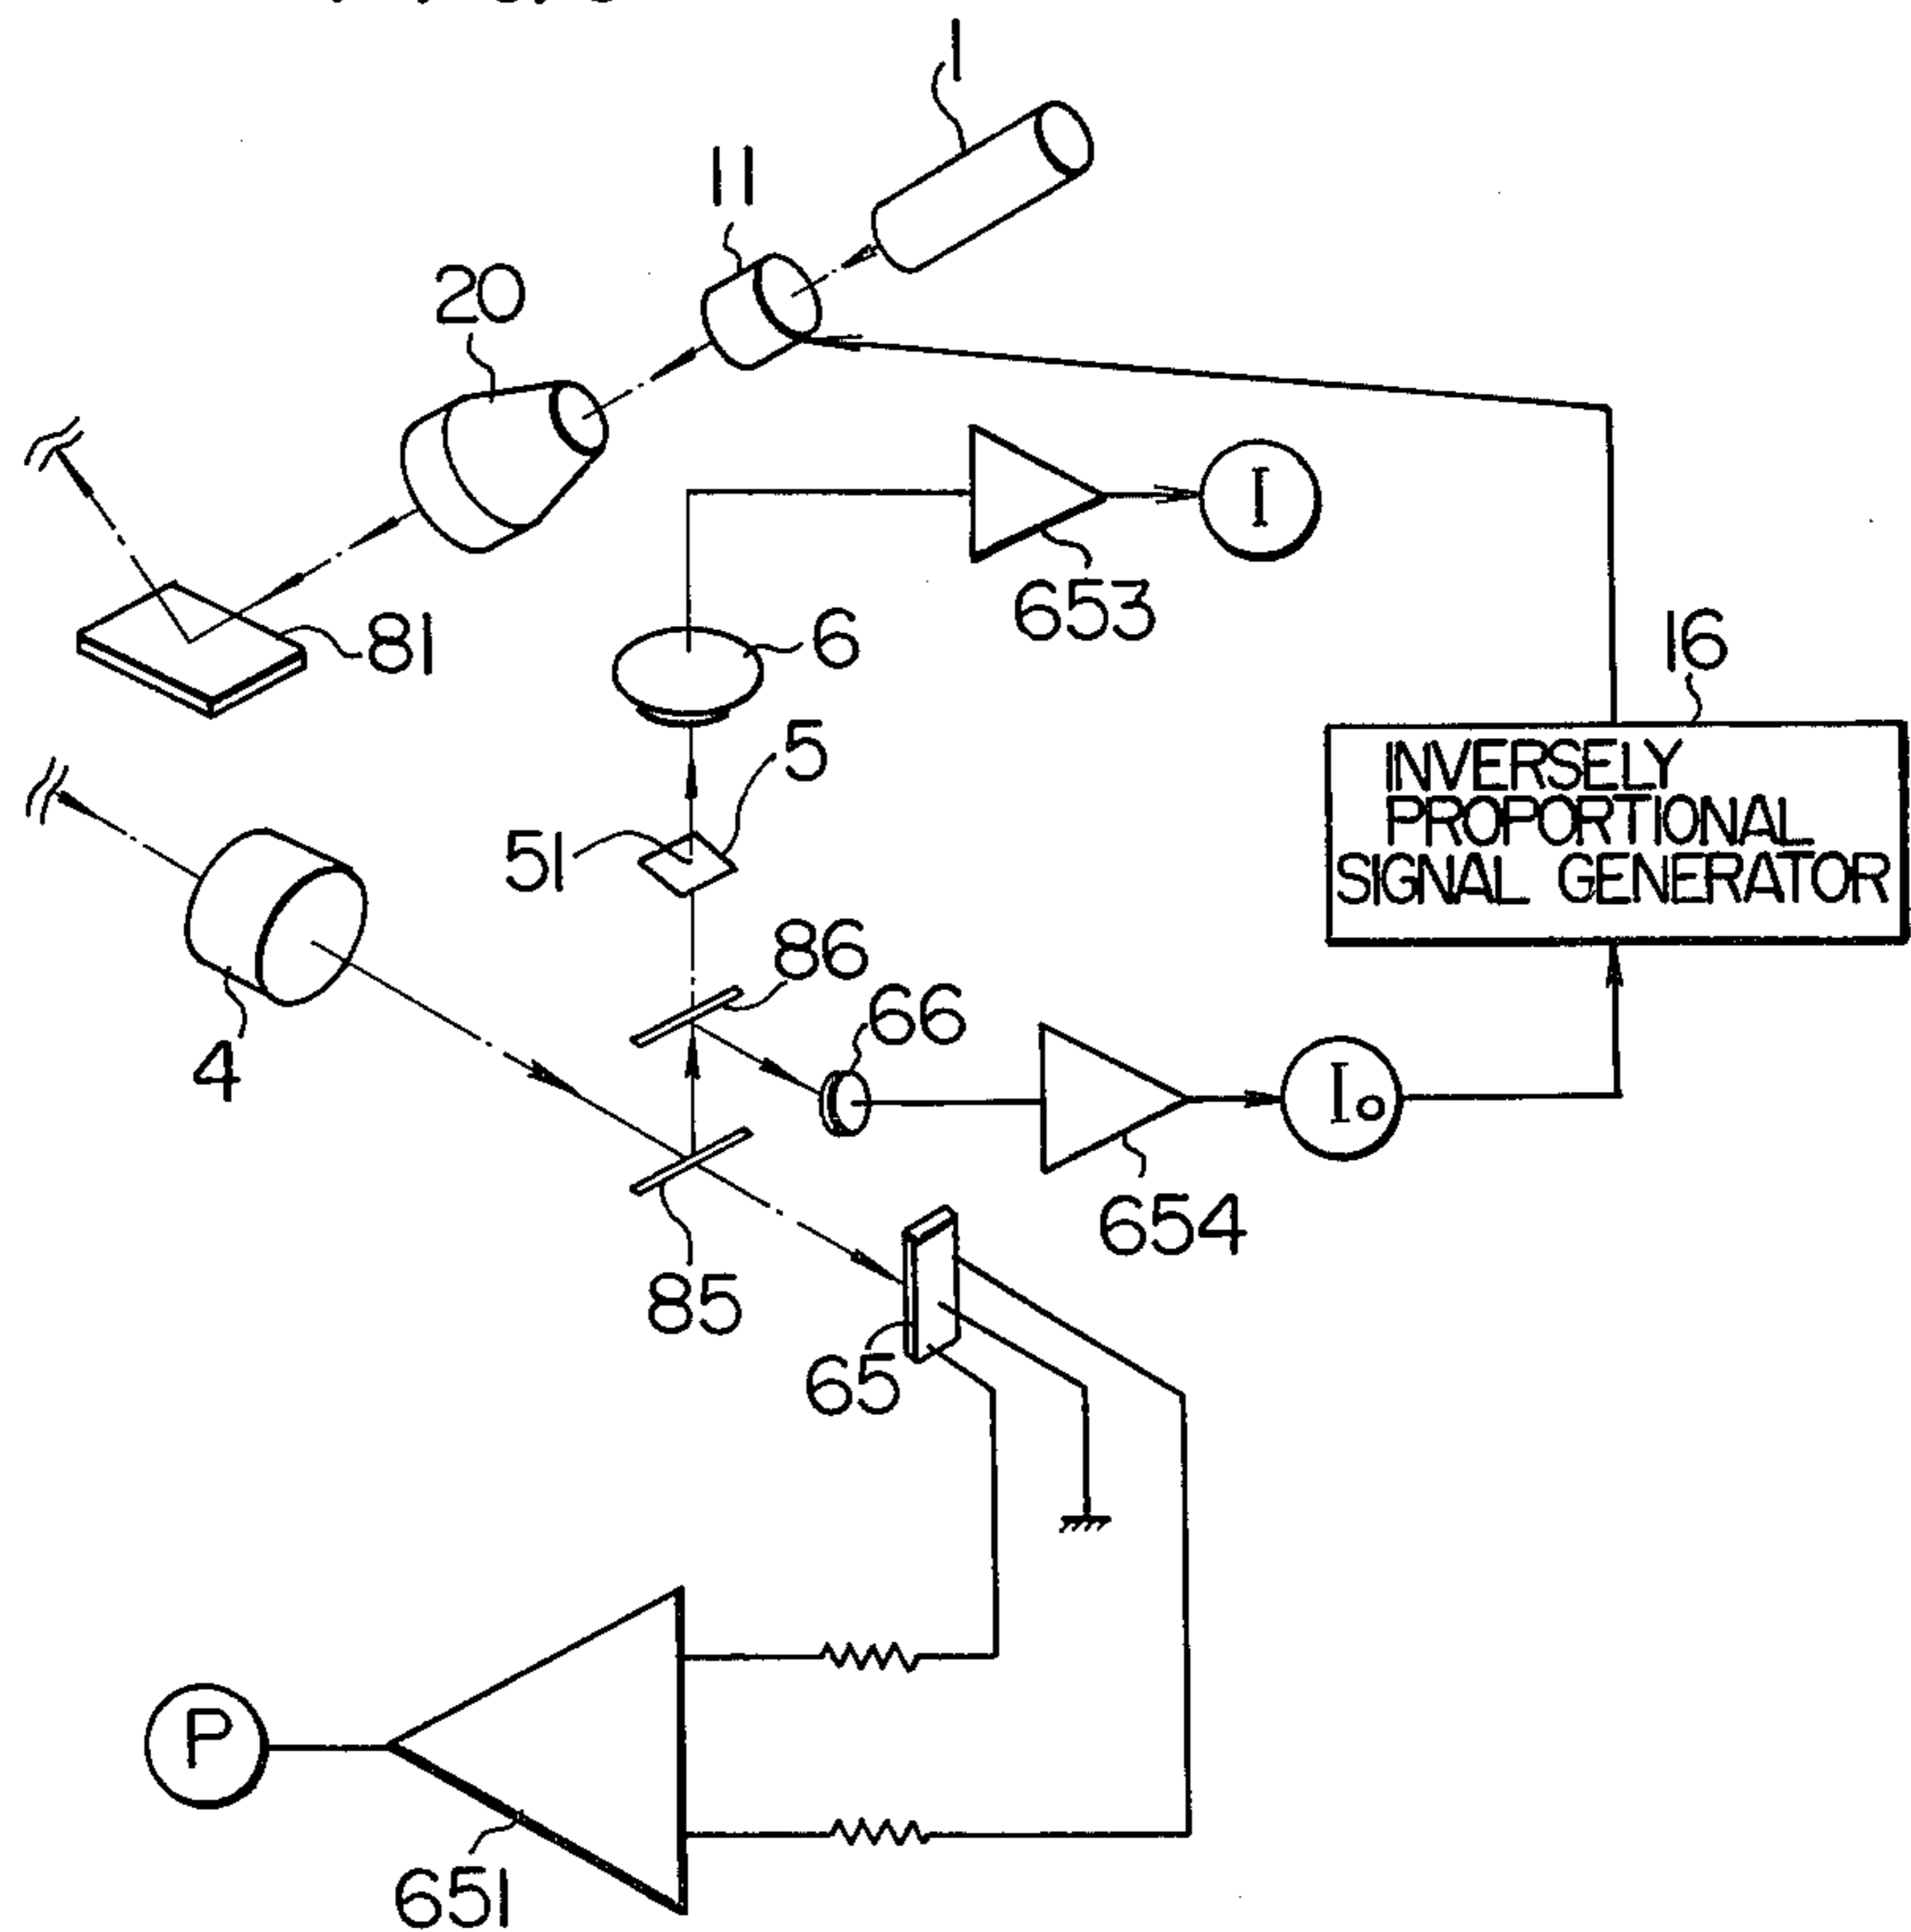 1
11
20
I
653
81
6
16
5
INVERSELY
PROPORTIONAL
SIGNAL GENERATOR
51
86
66
4
I₀
654
85
65
P
651